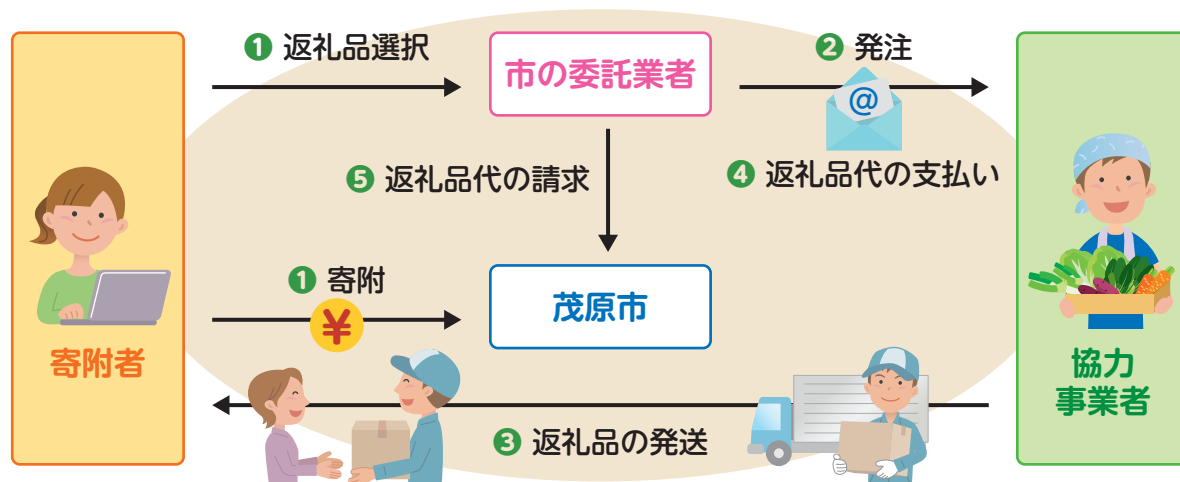 ❶ 返礼品選択
市の委託業者
❷ 発注
@
❺ 返礼品代の請求
❹ 返礼品代の支払い
❶ 寄附
¥
茂原市
寄附者
協力
事業者
❸ 返礼品の発送